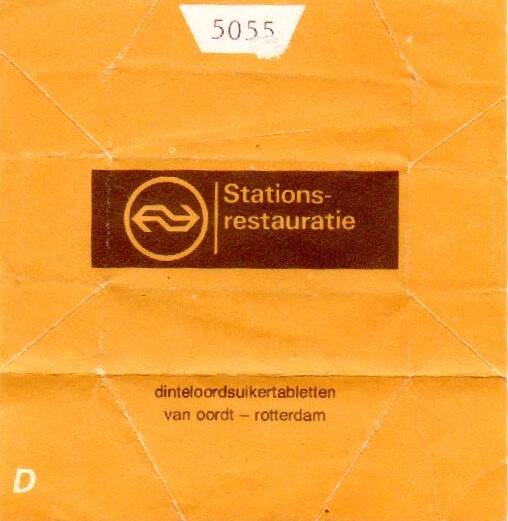 5055
Stations-
restauratie
dinteloordsuikertabletten
van oordt – rotterdam
D